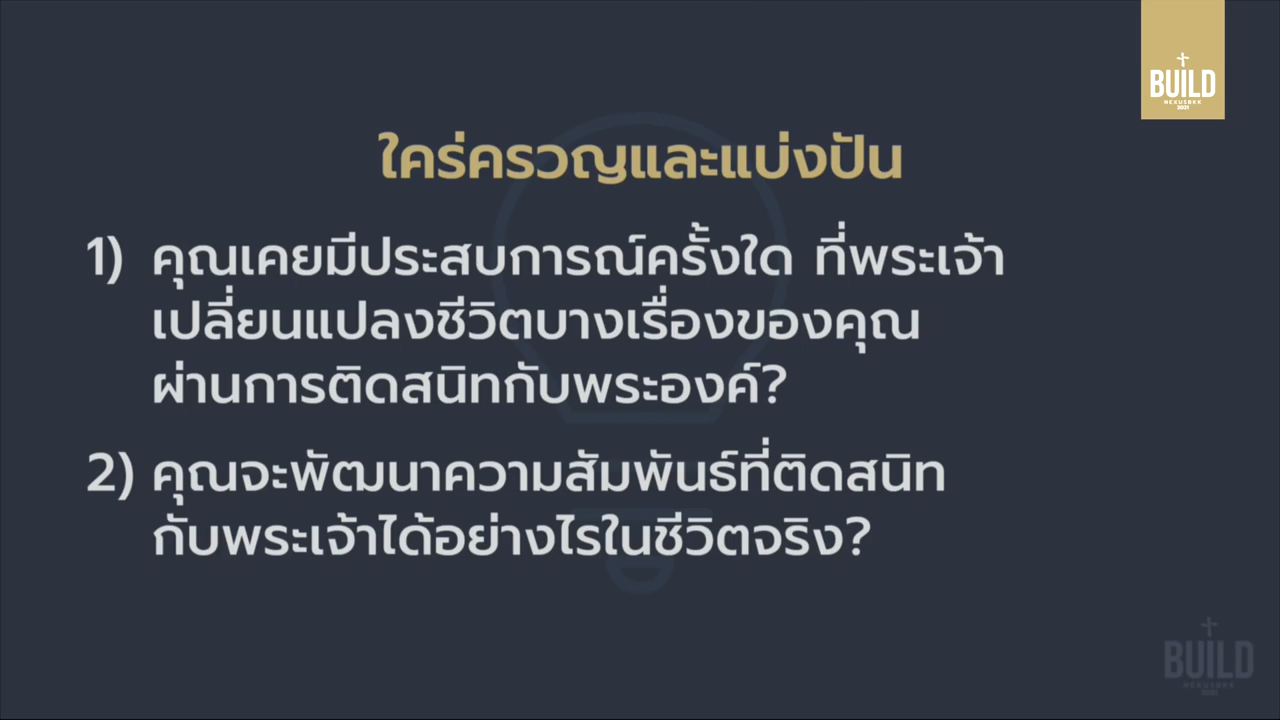 BUILD
NEXUSBKK
2021
ใคร่ครวญและแบ่งปัน
1) คุณเคยมีประสบการณ์ครั้งใด ที่พระเจ้า
เปลี่ยนแปลงชีวิตบางเรื่องของคุณ
ผ่านการติดสนิทกับพระองค์?
2) คุณจะพัฒนาความสัมพันธ์ที่ติดสนิท
กับพระเจ้าได้อย่างไรในชีวิตจริง?
BUILD
NEXUSBKK
2021